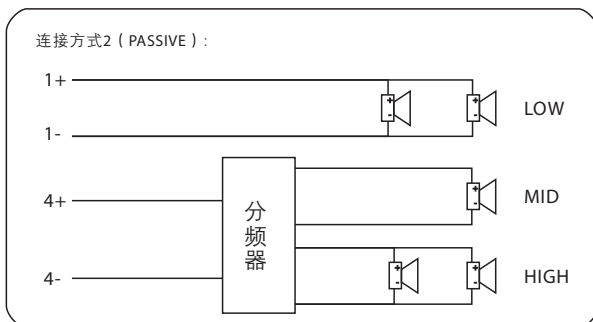 连接方式2（PASSIVE）:
1+
1-
+
-
+
-
LOW
4+
4-
分
频
器
+
-
MID
+
-
+
-
HIGH